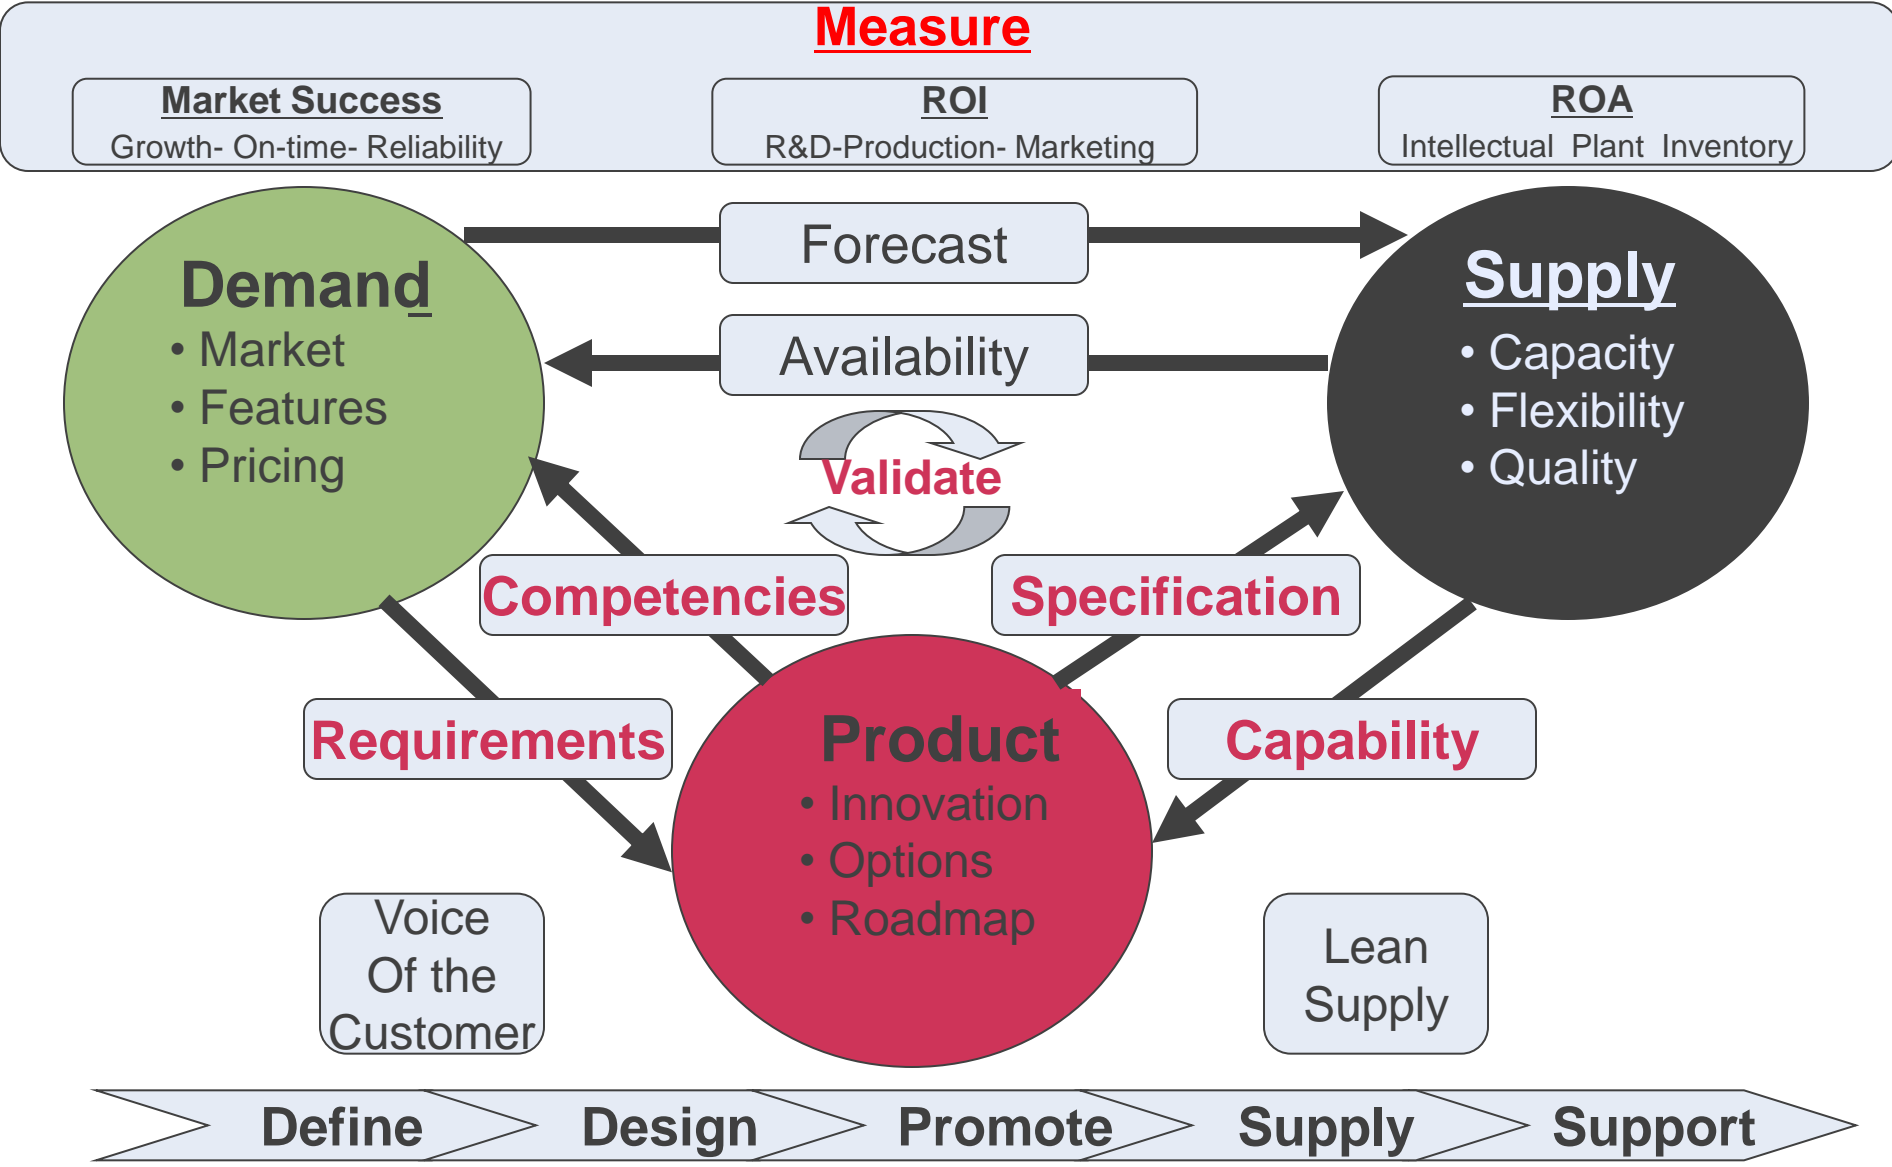 Measure
Market Success
Growth- On-time- Reliability
ROI
R&D-Production- Marketing
ROA
Intellectual Plant Inventory
Forecast
Demand
• Market
• Features
• Pricing
Supply
• Capacity
• Flexibility
• Quality
Availability
Validate
Competencies
Specification
Requirements
Capability
Product
• Innovation
• Options
• Roadmap
Voice
Of the
Customer
Lean
Supply
Define
Design
Promote
Supply
Support